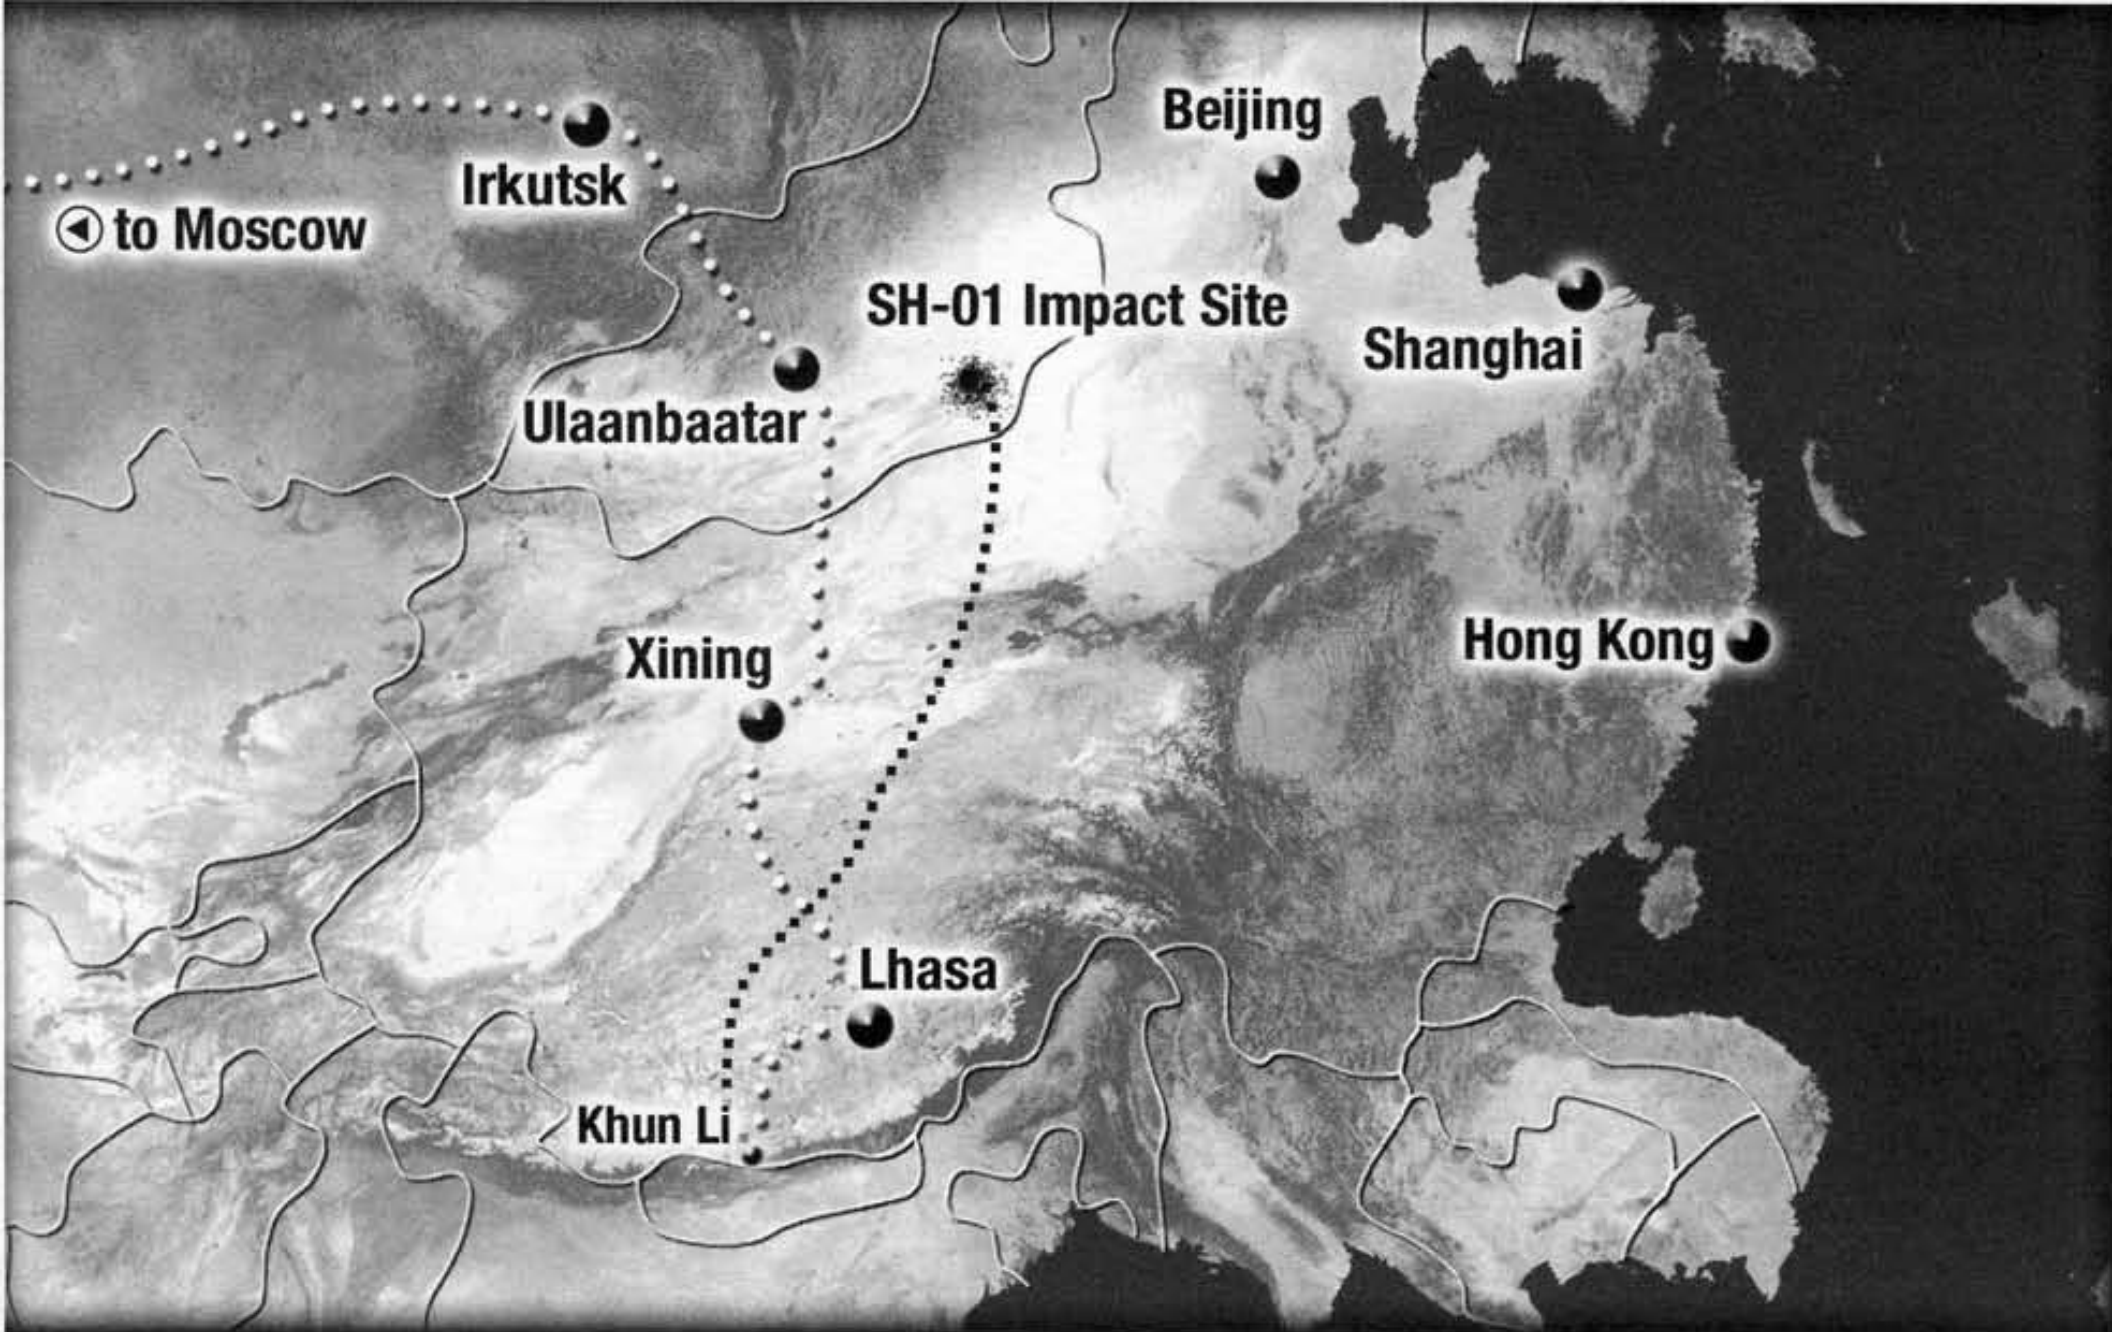 Beijing
Irkutsk
to Moscow
SH-01 Impact Site
Shanghai
Ulaanbaatar
Hong Kong
Xining
Lhasa
Khun Li